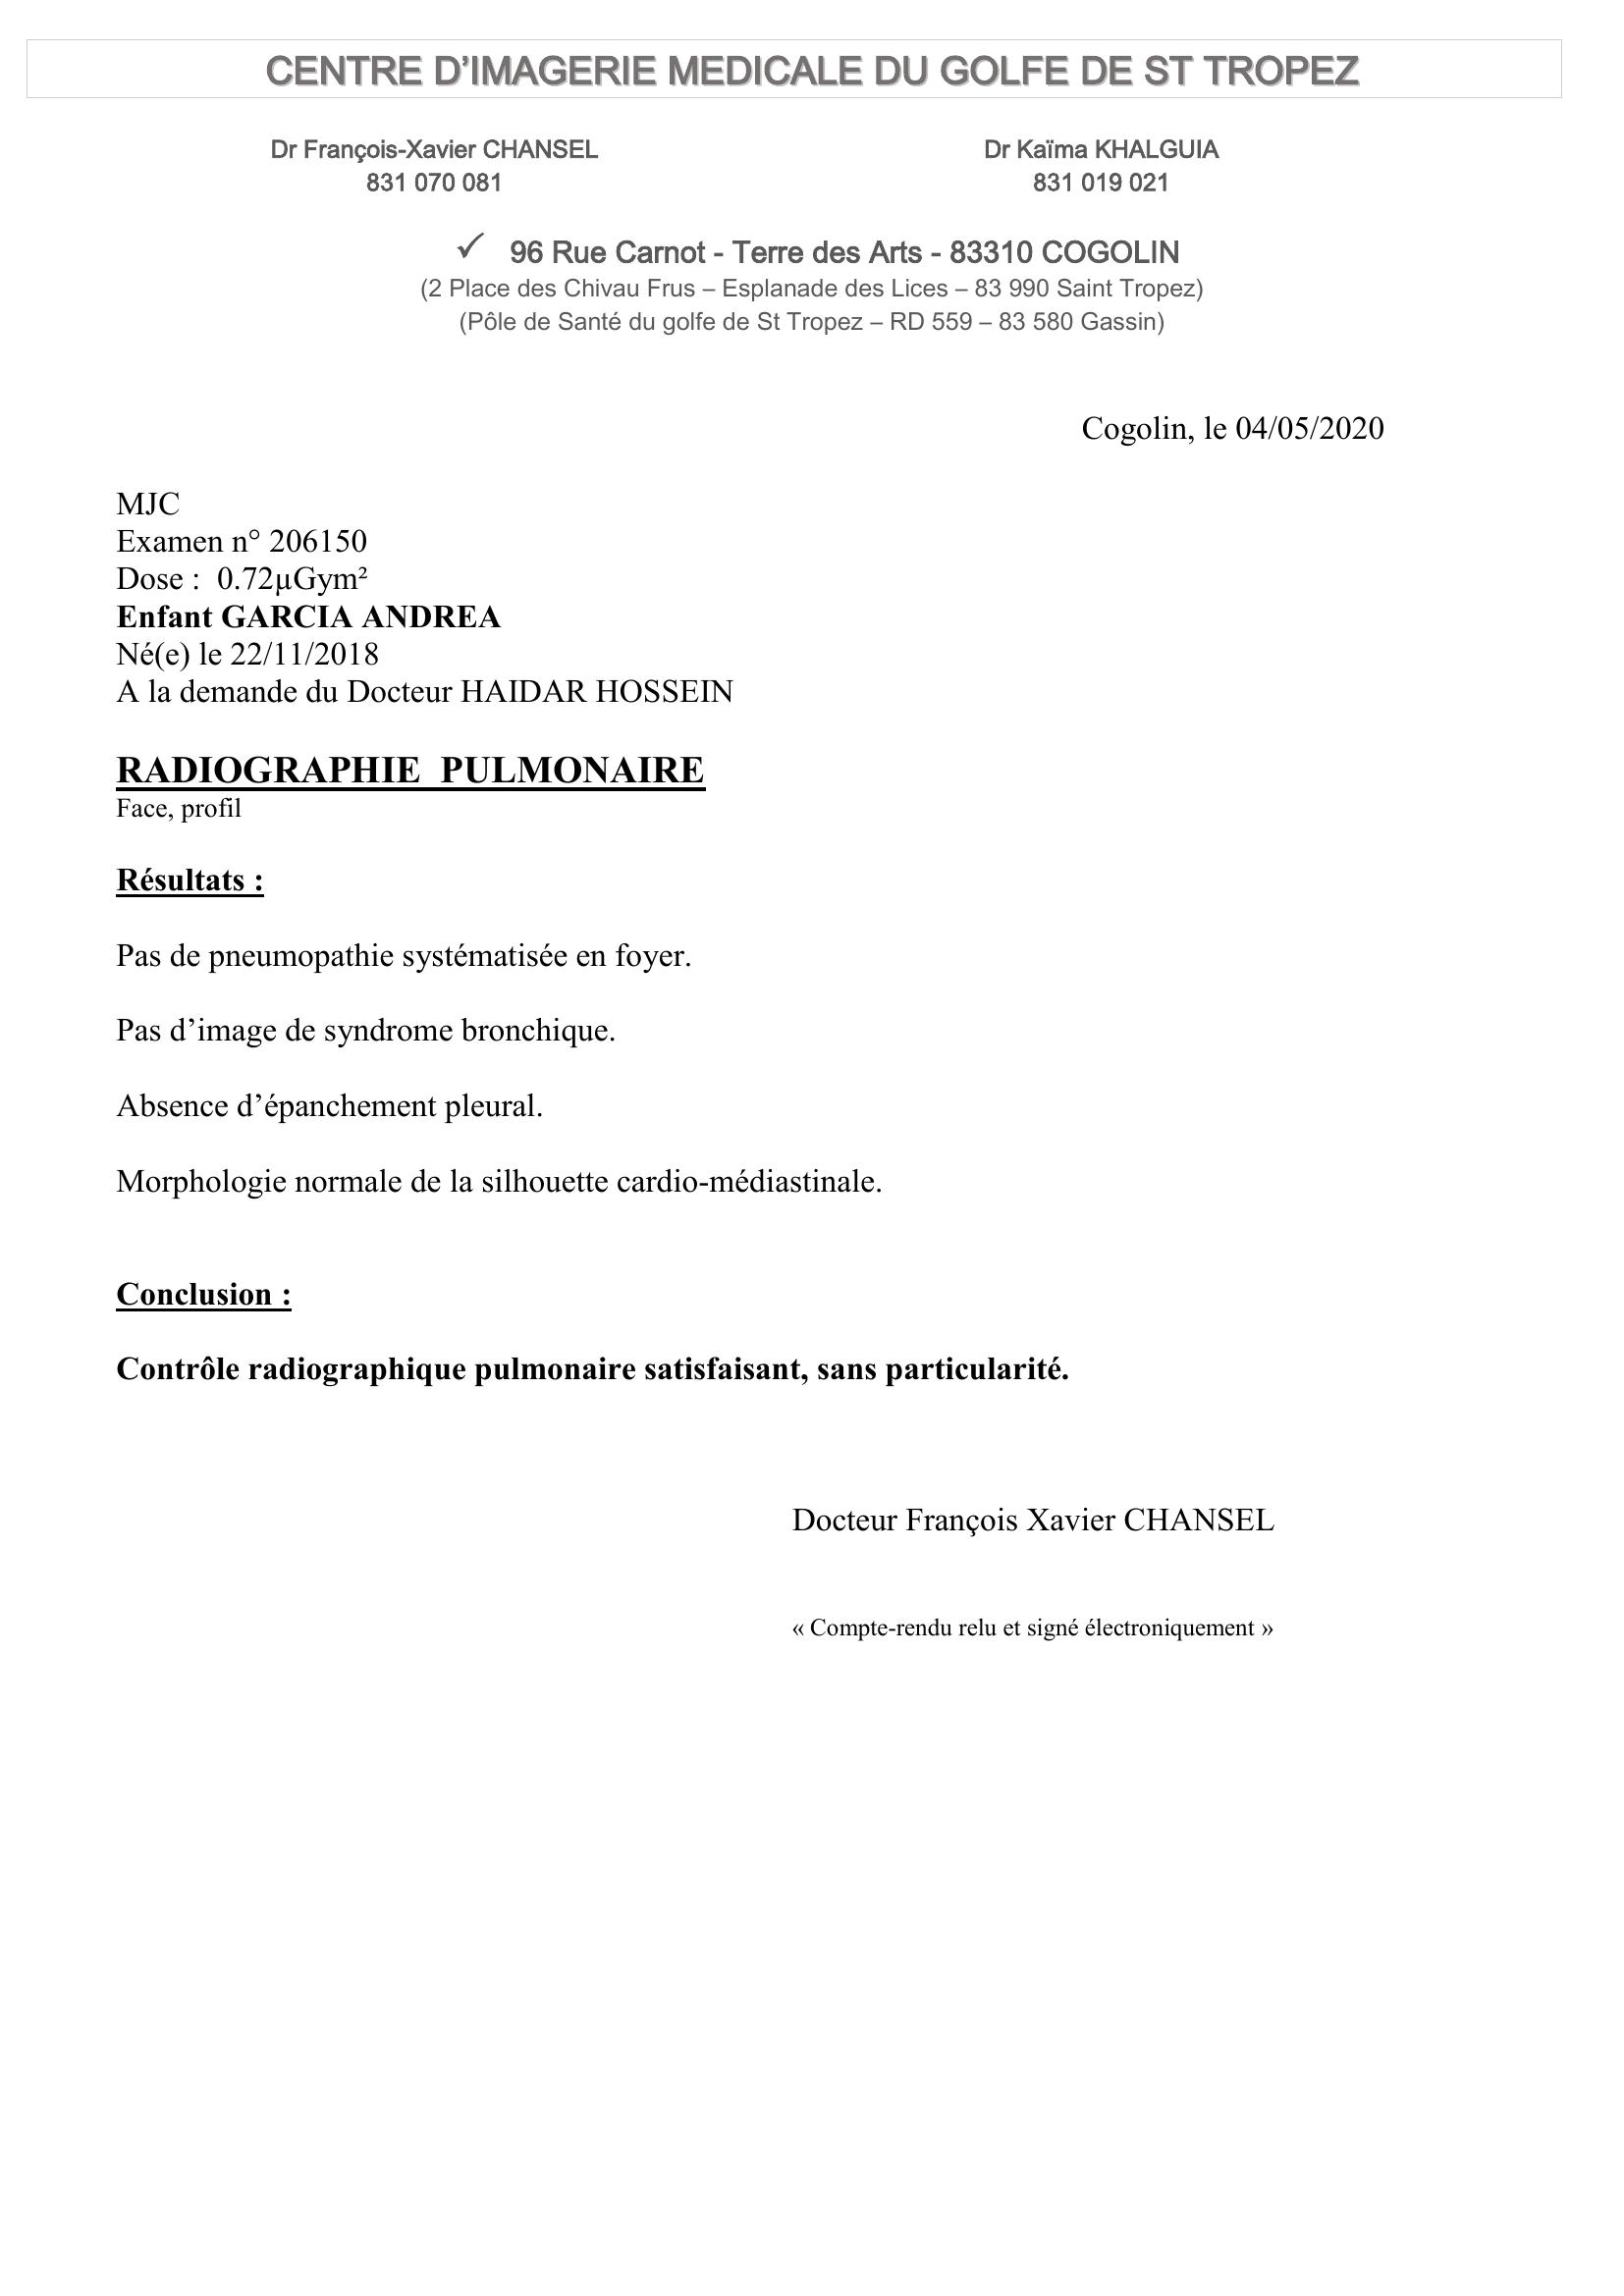 CENTRE D’IMAGERIE MEDICALE DU GOLFE DE ST TROPEZ
Dr François-Xavier CHANSEL
831 070 081
Dr Kaïma KHALGUIA
831 019 021
✓ 96 Rue Carnot - Terre des Arts - 83310 COGOLIN
(2 Place des Chivau Frus – Esplanade des Lices – 83 990 Saint Tropez)
(Pôle de Santé du golfe de St Tropez – RD 559 – 83 580 Gassin)
Cogolin, le 04/05/2020
MJC
Examen n° 206150
Dose :  0.72µGym²
Enfant GARCIA ANDREA
Né(e) le 22/11/2018
A la demande du Docteur HAIDAR HOSSEIN
RADIOGRAPHIE  PULMONAIRE
Face, profil
Résultats :
Pas de pneumopathie systématisée en foyer.
Pas d’image de syndrome bronchique.
Absence d’épanchement pleural.
Morphologie normale de la silhouette cardio-médiastinale.
Conclusion :
Contrôle radiographique pulmonaire satisfaisant, sans particularité.
Docteur François Xavier CHANSEL
« Compte-rendu relu et signé électroniquement »